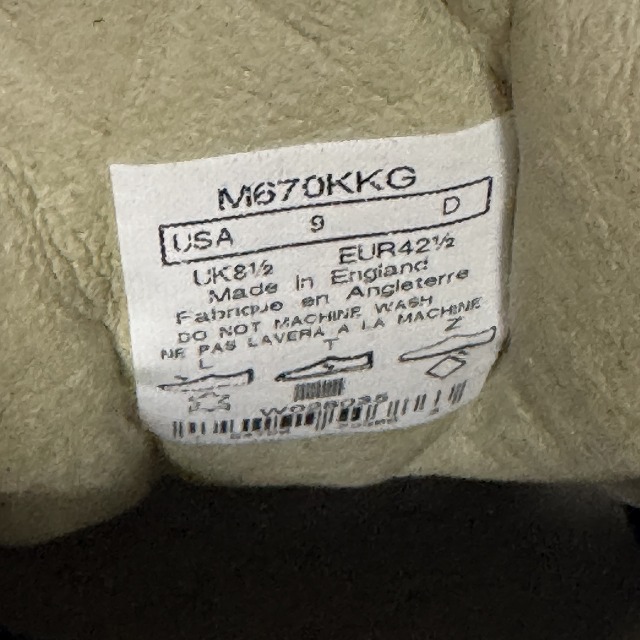 M670KKG
USA 9 D
UK8½ EUR42½
Made in England
Fabrique en Angleterre
DO NOT MACHINE WASH
NE PAS LAVERA A LA MACHINE
L T Z